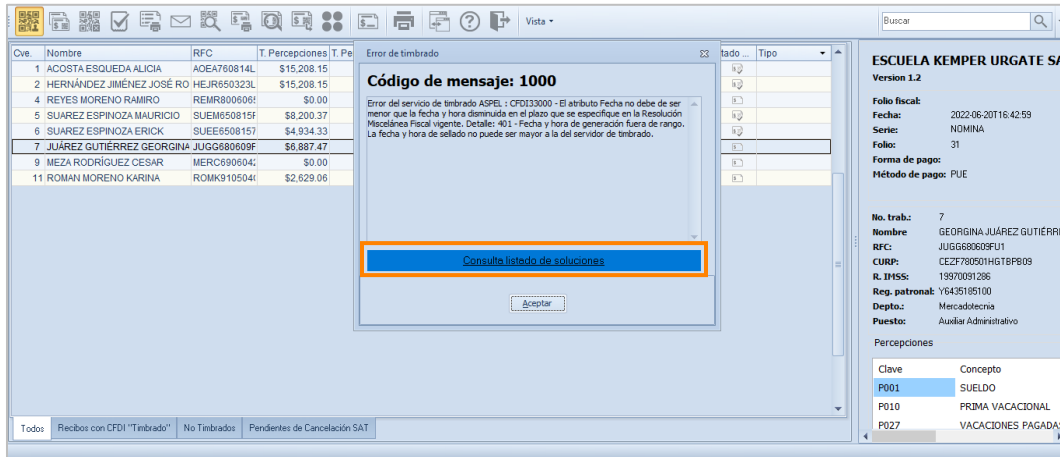 Vista
Buscar
Cve. Nombre RFC T. Percepciones T. Pe
1 ACOSTA ESQUEDA ALICIA AOEA760814L $15,208.15
2 HERNÁNDEZ JIMÉNEZ JOSÉ RO HEJR650323L $15,208.15
4 REYES MORENO RAMIRO REMR8006069 $0.00
5 SUAREZ ESPINOZA MAURICIO SUEM650815F $8,200.37
6 SUAREZ ESPINOZA ERICK SUEE6508157 $4,934.33
7 JUÁREZ GUTIÉRREZ GEORGINA JUGG680609F $6,887.47
9 MEZA RODRÍGUEZ CESAR MERC6906042 $0.00
11 ROMAN MORENO KARINA ROMK910504( $2,629.06
Todos Recibos con CFDI "Timbrado" No Timbrados Pendientes de Cancelación SAT
Error de timbrado
Código de mensaje: 1000
Error del servicio de timbrado ASPEL : CFDI33000 - El atributo Fecha no debe de ser
menor que la fecha y hora disminuida en el plazo que se especifique en la Resolución
Miscelánea Fiscal vigente. Detalle: 401 - Fecha y hora de generación fuera de rango.
La fecha y hora de sellado no puede ser mayor a la del servidor de timbrado.
Consulta listado de soluciones
Aceptar
tado ... Tipo
ESCUELA KEMPER URGATE SA
Version 1.2
Folio fiscal:
Fecha: 2022-06-20T16:42:59
Serie: NOMINA
Folio: 31
Forma de pago:
Método de pago: PUE
No. trab.: 7
Nombre GEORGINA JUÁREZ GUTIÉRRE
RFC: JUGG680609FU1
CURP: CEZF780501HGTBPB09
R. IMSS: 19970091286
Reg. patronal: Y6435185100
Depto.: Mercadotecnia
Puesto: Auxiliar Administrativo
Percepciones
Clave Concepto
P001 SUELDO
P010 PRIMA VACACIONAL
P027 VACACIONES PAGADAS